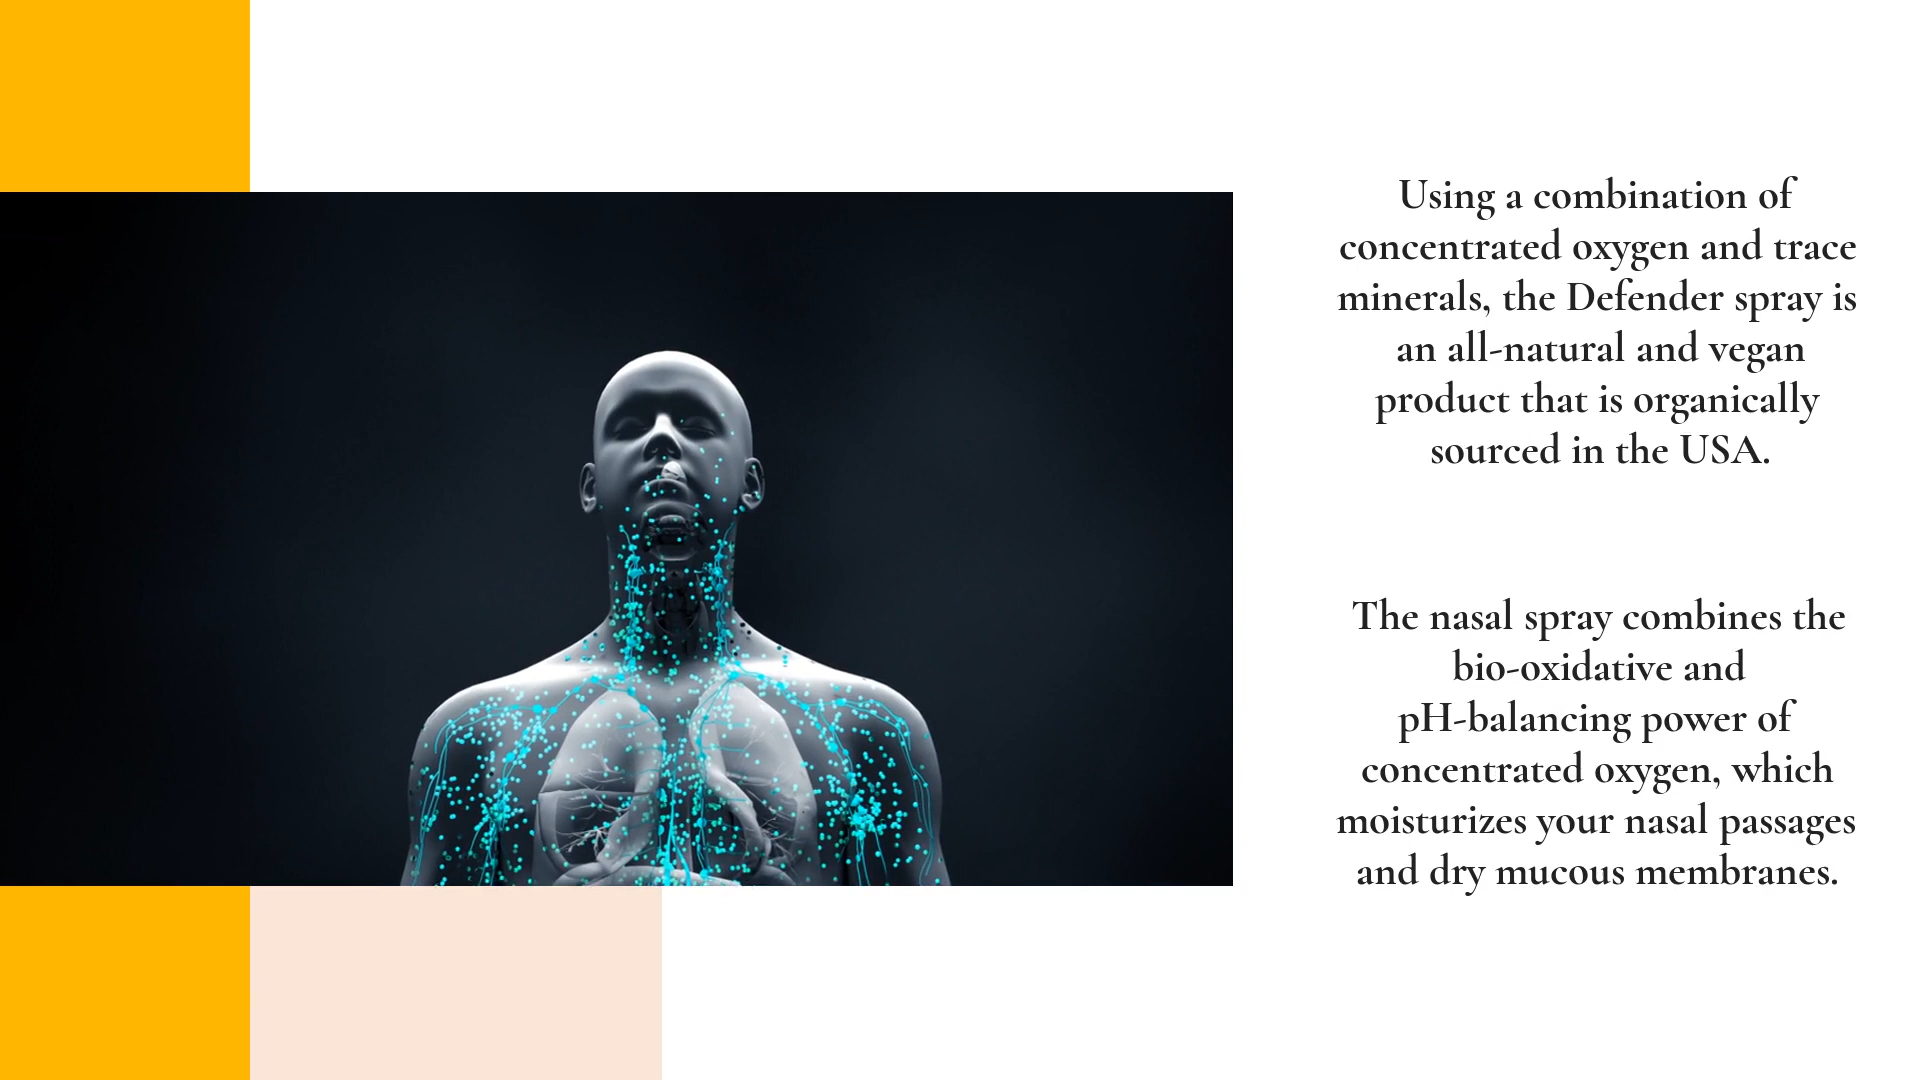 Using a combination of
concentrated oxygen and trace
minerals, the Defender spray is
an all-natural and vegan
product that is organically
sourced in the USA.
The nasal spray combines the
bio-oxidative and
pH-balancing power of
concentrated oxygen, which
moisturizes your nasal passages
and dry mucous membranes.